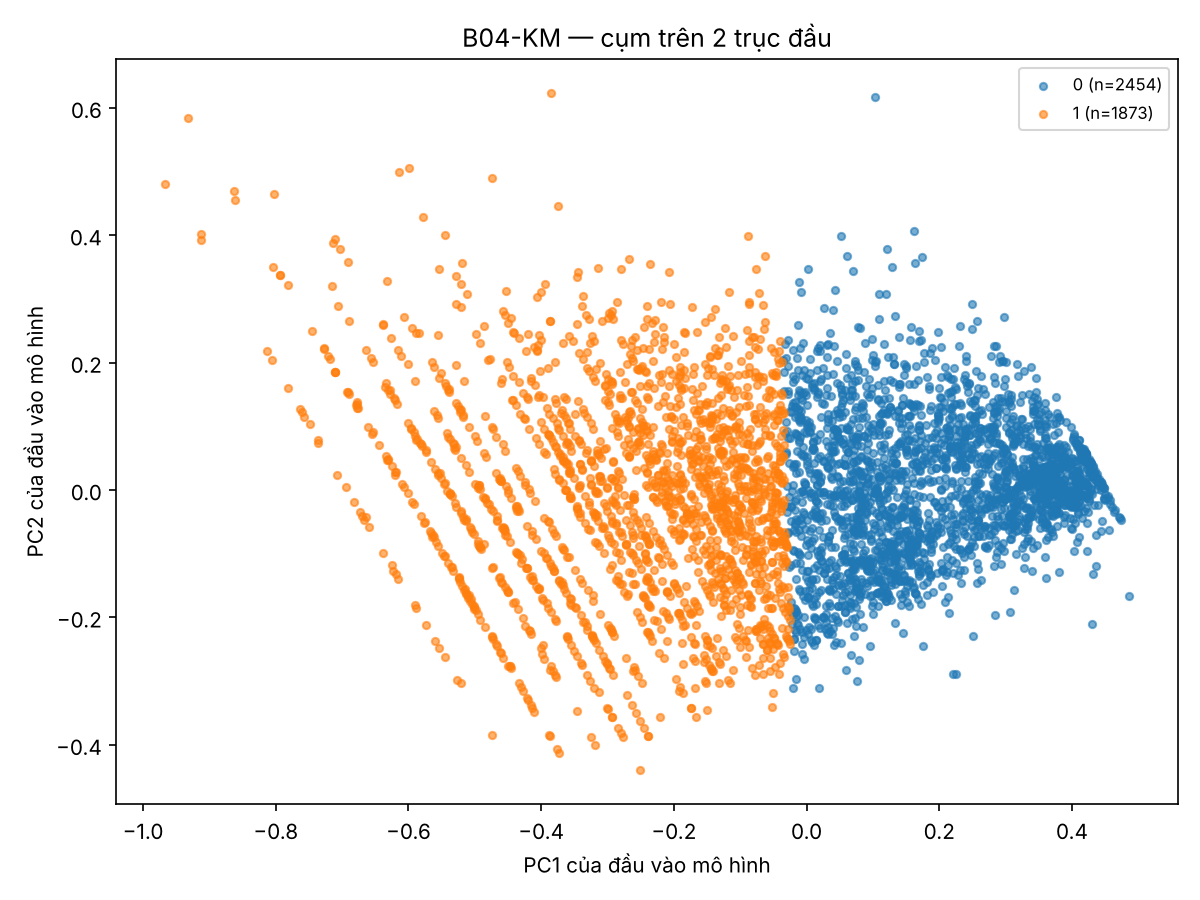 B04-KM — cụm trên 2 trục đầu
0 (n=2454)
1 (n=1873)
PC2 của đầu vào mô hình
0.6
0.4
0.2
0.0
−0.2
−0.4
−1.0 −0.8 −0.6 −0.4 −0.2 0.0 0.2 0.4
PC1 của đầu vào mô hình